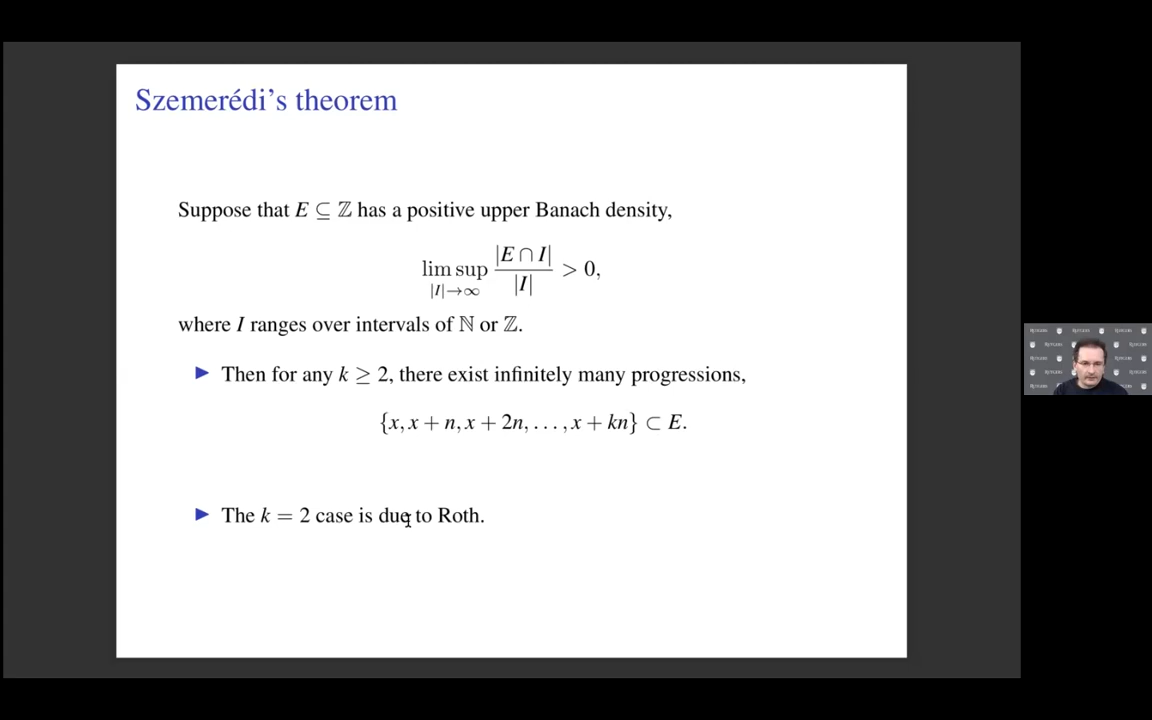 Szemerédi's theorem
Suppose that E ⊆ ℤ has a positive upper Banach density,
lim sup_{|I|→∞} |E ∩ I| / |I| > 0,
where I ranges over intervals of ℕ or ℤ.
▶ Then for any k ≥ 2, there exist infinitely many progressions,
{x, x + n, x + 2n, . . . , x + kn} ⊂ E.
▶ The k = 2 case is due to Roth.